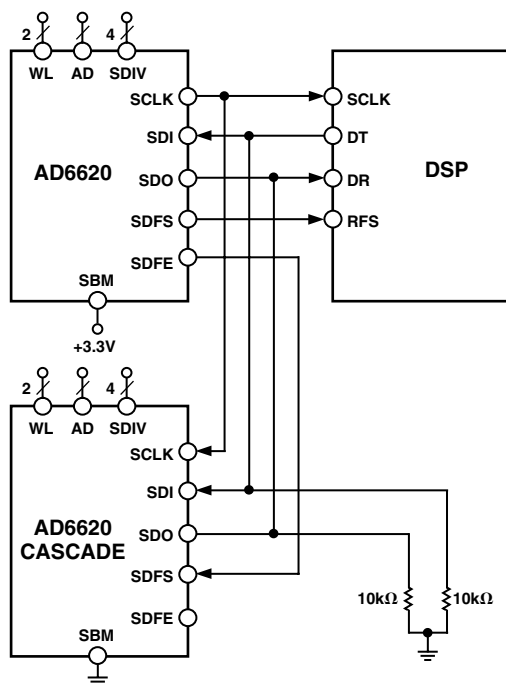 2 4
WL AD SDIV
SCLK
SDI
AD6620
SDO
SDFS
SDFE
SBM
+3.3V
SCLK
DT
DSP
DR
RFS
2 4
WL AD SDIV
SCLK
SDI
AD6620
CASCADE
SDO
SDFS
SDFE
SBM
10kΩ 10kΩ